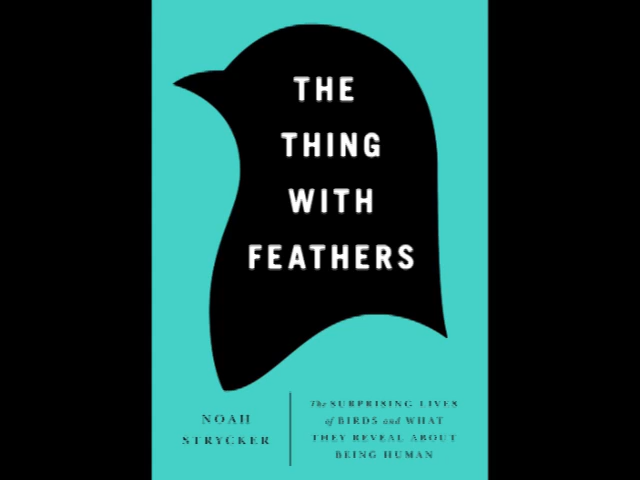 THE
THING
WITH
FEATHERS
NOAH
STRYCKER
The SURPRISING LIVES
of BIRDS and WHAT
THEY REVEAL ABOUT
BEING HUMAN